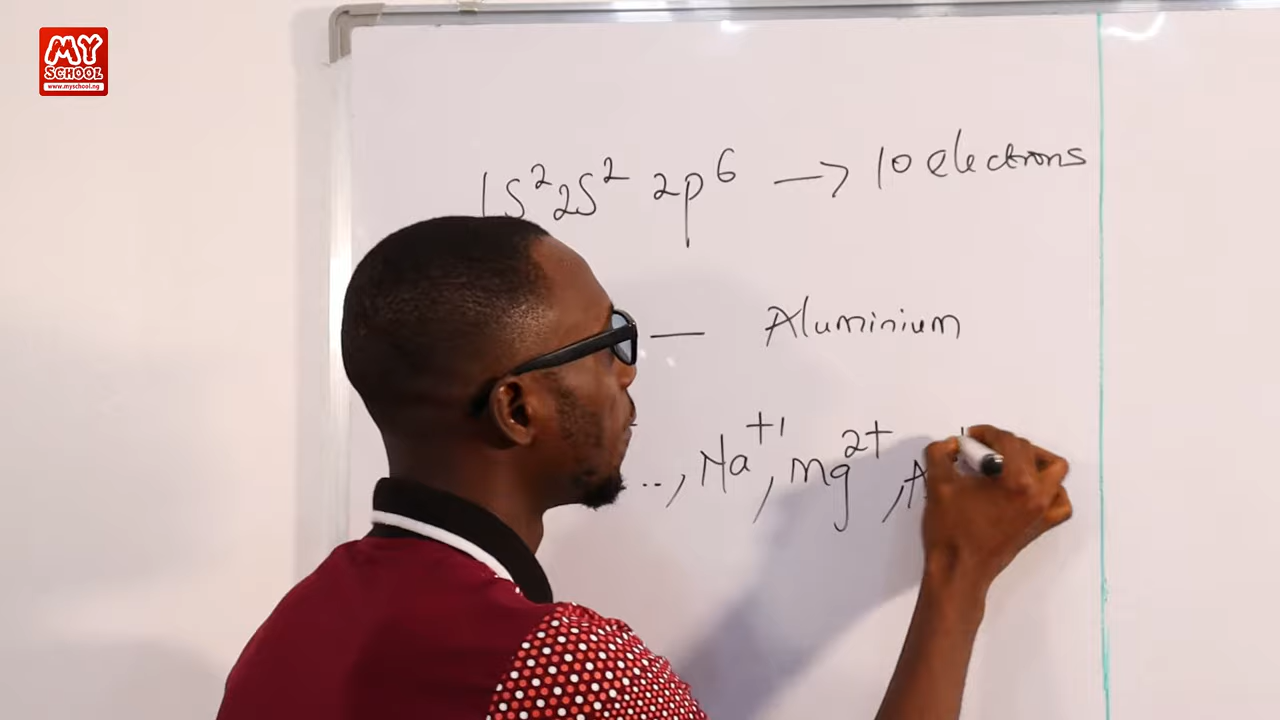 MY
SCHOOL
www.myschool.ng
1S² 2S² 2p⁶ → 10 electrons
— Aluminium
.., Na⁺¹, mg²⁺, A